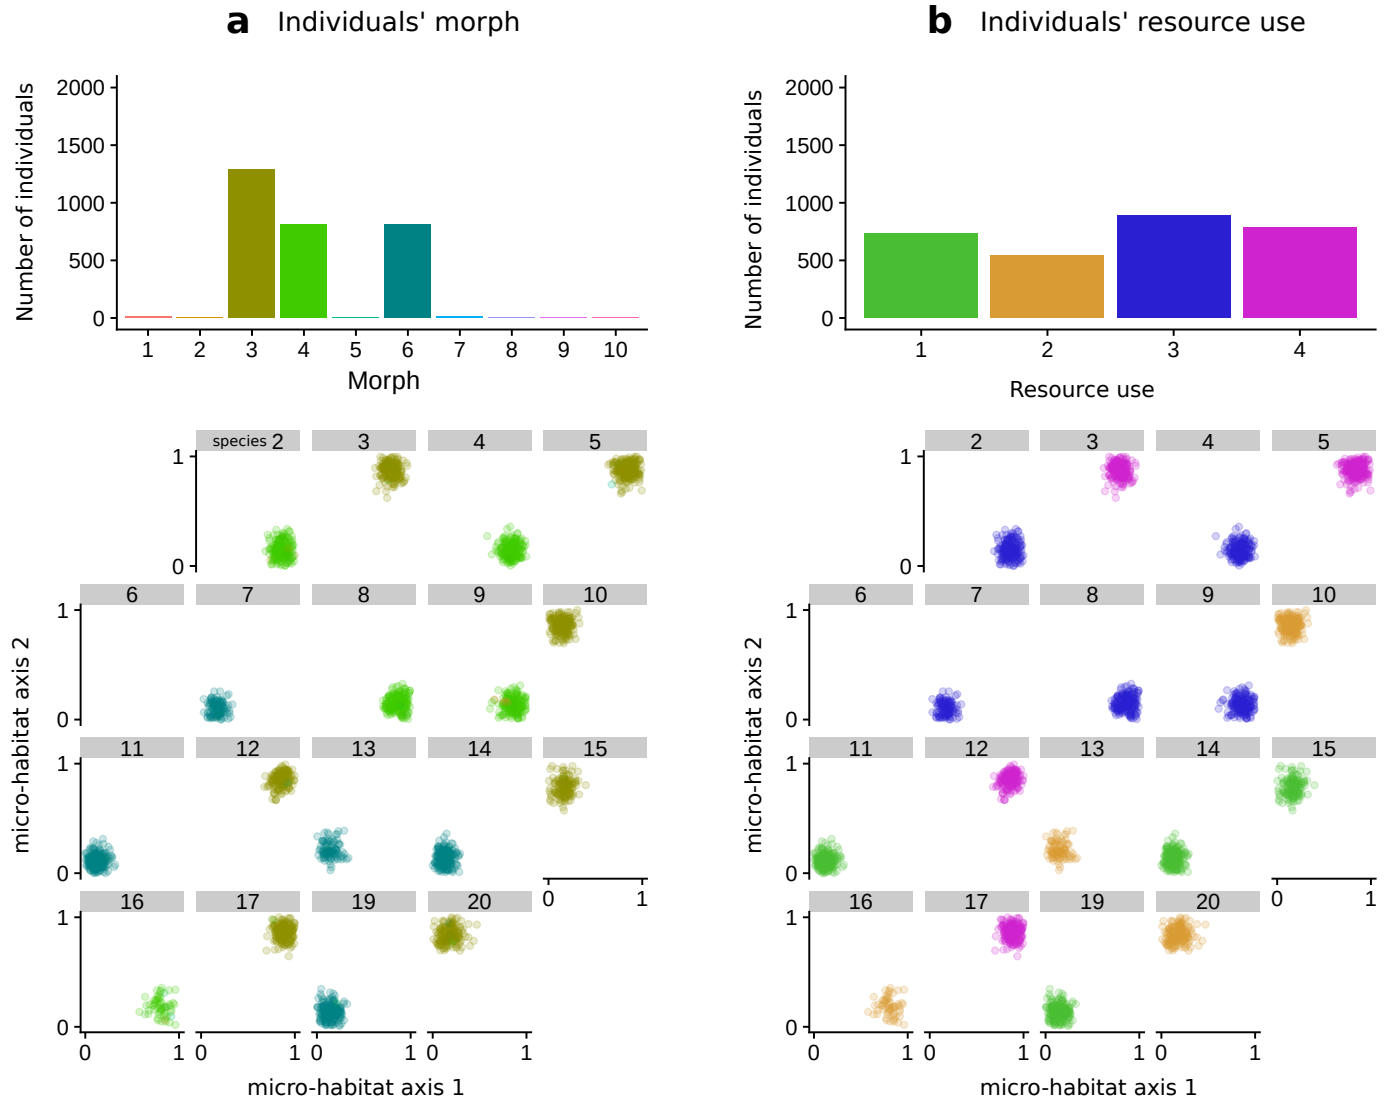 a Individuals' morph
Number of individuals
2000
1500
1000
500
0
1 2 3 4 5 6 7 8 9 10
Morph
species 2 3 4 5
1
0
6 7 8 9 10
1
0
micro-habitat axis 2
11 12 13 14 15
1
0
0 1
16 17 19 20
1
0
0 1 0 1 0 1 0 1
micro-habitat axis 1
b Individuals' resource use
Number of individuals
2000
1500
1000
500
0
1 2 3 4
Resource use
2 3 4 5
1
0
6 7 8 9 10
1
0
micro-habitat axis 2
11 12 13 14 15
1
0
0 1
16 17 19 20
1
0
0 1 0 1 0 1 0 1
micro-habitat axis 1